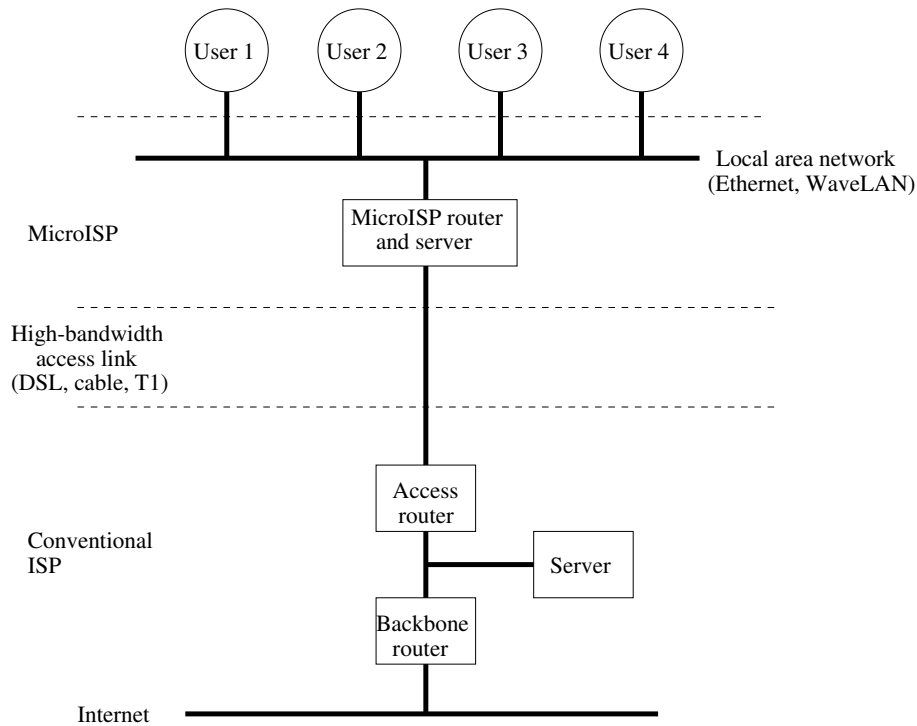 User 1
User 2
User 3
User 4
Local area network
(Ethernet, WaveLAN)
MicroISP router
and server
MicroISP
High-bandwidth
access link
(DSL, cable, T1)
Access
router
Conventional
ISP
Server
Backbone
router
Internet